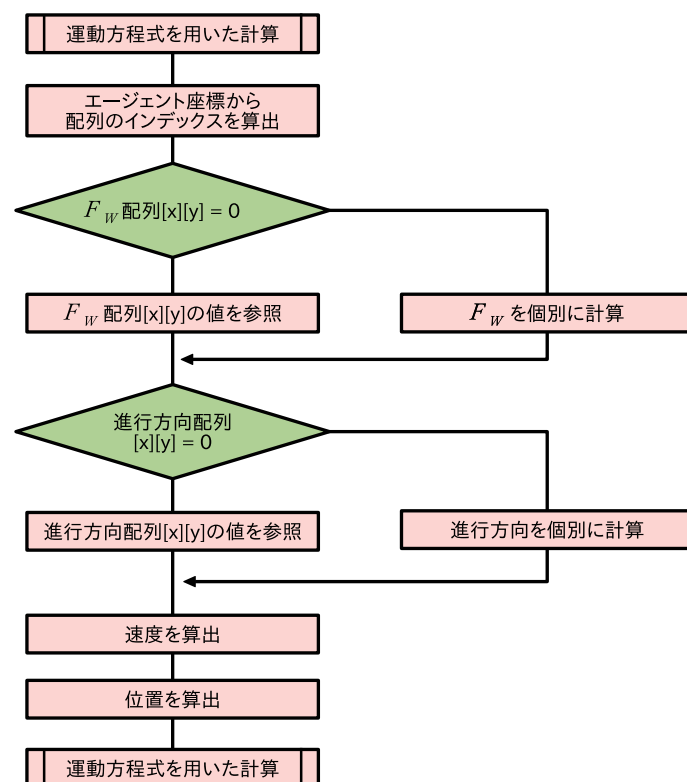 運動方程式を用いた計算
エージェント座標から
配列のインデックスを算出
F W 配列[x][y] = 0
F W 配列[x][y]の値を参照
F W を個別に計算
進行方向配列
[x][y] = 0
進行方向配列[x][y]の値を参照
進行方向を個別に計算
速度を算出
位置を算出
運動方程式を用いた計算